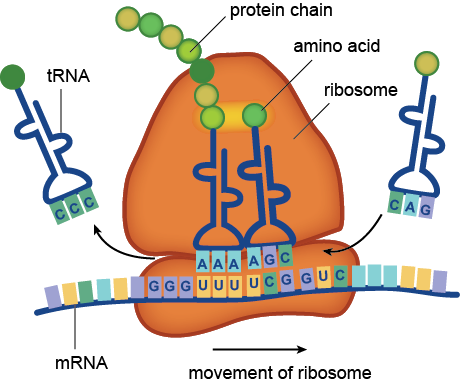 protein chain
amino acid
tRNA
ribosome
CCC
CAG
AAA AGC
GGGUUUUCGGUC
mRNA
movement of ribosome